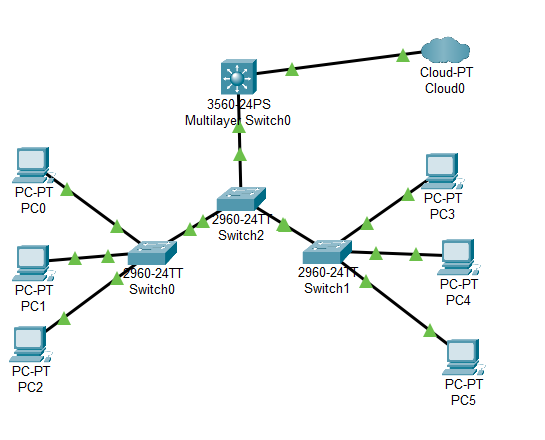 Cloud-PT
Cloud0
3560-24PS
Multilayer Switch0
PC-PT
PC0
PC-PT
PC3
2960-24TT
Switch2
2960-24TT
Switch0
2960-24TT
Switch1
PC-PT
PC1
PC-PT
PC4
PC-PT
PC2
PC-PT
PC5